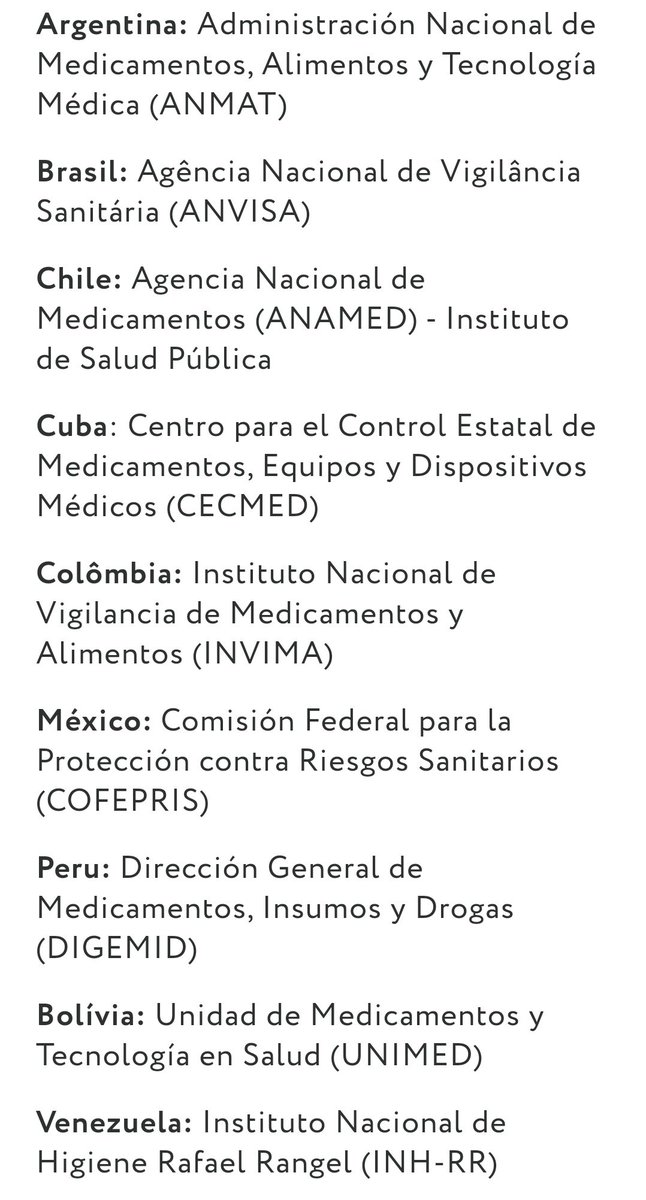 Argentina: Administración Nacional de
Medicamentos, Alimentos y Tecnología
Médica (ANMAT)
Brasil: Agência Nacional de Vigilância
Sanitária (ANVISA)
Chile: Agencia Nacional de
Medicamentos (ANAMED) - Instituto
de Salud Pública
Cuba: Centro para el Control Estatal de
Medicamentos, Equipos y Dispositivos
Médicos (CECMED)
Colômbia: Instituto Nacional de
Vigilancia de Medicamentos y
Alimentos (INVIMA)
México: Comisión Federal para la
Protección contra Riesgos Sanitarios
(COFEPRIS)
Peru: Dirección General de
Medicamentos, Insumos y Drogas
(DIGEMID)
Bolívia: Unidad de Medicamentos y
Tecnología en Salud (UNIMED)
Venezuela: Instituto Nacional de
Higiene Rafael Rangel (INH-RR)